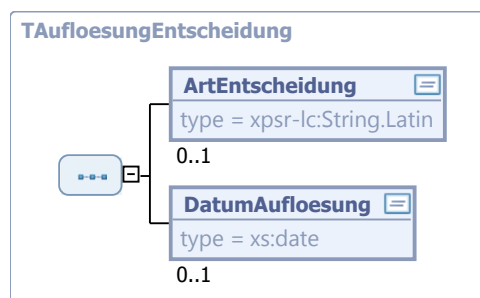 TAufloesungEntscheidung
ArtEntscheidung
type = xpsr-lc:String.Latin
0..1
DatumAufloesung
type = xs:date
0..1